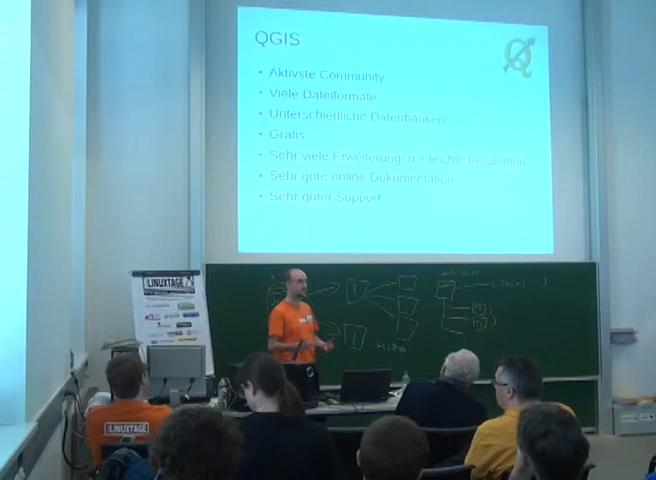 QGIS
• Aktivste Community
• Viele Dateiformate
• Unterschiedliche Datenbanken
• Gratis
• Sehr viele Erweiterungen + leichte Installation
• Sehr gute online Dokumentation
• Sehr guter Support
LINUXTAGE
LINUXTAGE